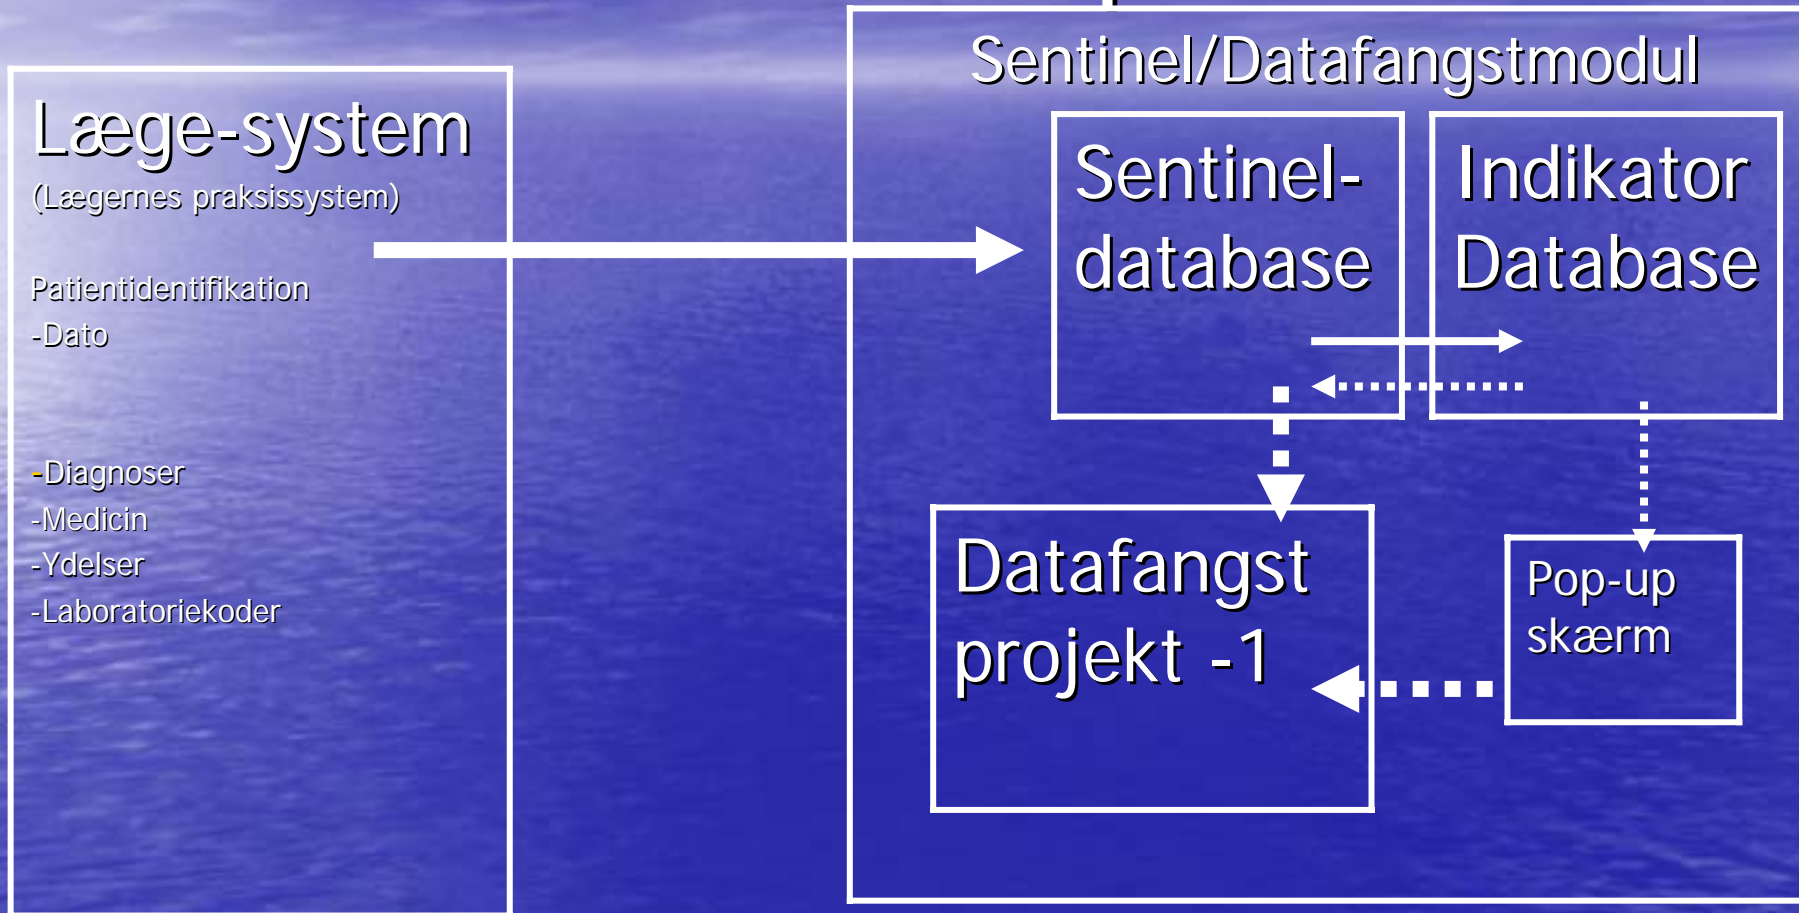 Læge-system
(Lægernes praksissystem)
Patientidentifikation
-Dato
-Diagnoser
-Medicin
-Ydelser
-Laboratoriekoder
Sentinel/Datafangstmodul
Sentinel-
database
Indikator
Database
Datafangst
projekt -1
Pop-up
skærm